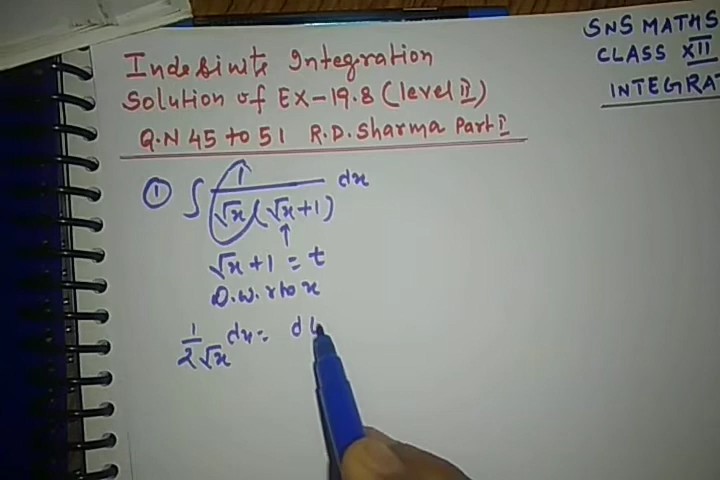 SNS MATHS
CLASS XII
INTEGRAT
Indefinite Integration
Solution of EX-19.8 (level II)
Q.N 45 to 51 R.D. Sharma Part I
① ∫ 1/(√x(√x+1)) dx
√x+1 = t
D.w.r to x
1/(2√x) dx = dt